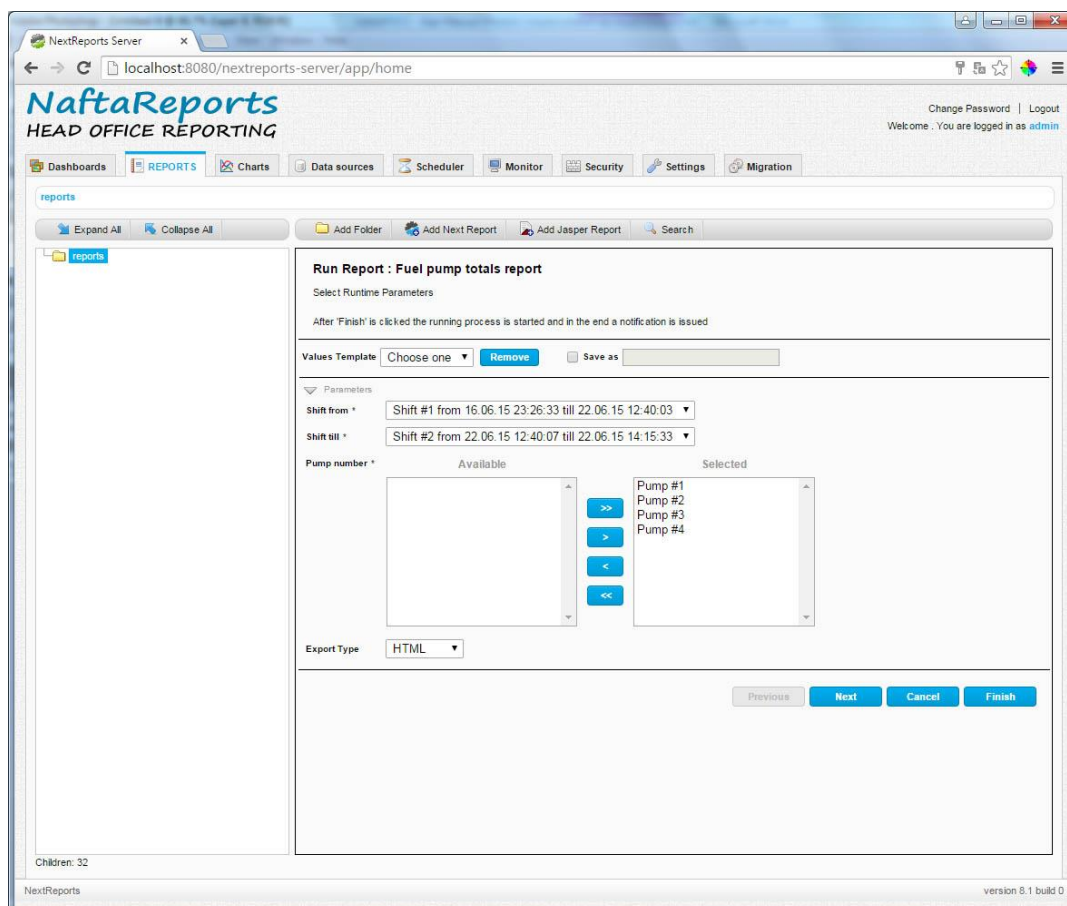 NextReports Server
localhost:8080/nextreports-server/app/home
NaftaReports
HEAD OFFICE REPORTING
Change Password | Logout
Welcome . You are logged in as admin
Dashboards REPORTS Charts Data sources Scheduler Monitor Security Settings Migration
reports
Expand All Collapse All Add Folder Add Next Report Add Jasper Report Search
reports
Run Report : Fuel pump totals report
Select Runtime Parameters
After 'Finish' is clicked the running process is started and in the end a notification is issued
Values Template Choose one Remove Save as
Parameters
Shift from * Shift #1 from 16.06.15 23:26:33 till 22.06.15 12:40:03
Shift till * Shift #2 from 22.06.15 12:40:07 till 22.06.15 14:15:33
Pump number * Available Selected
Pump #1
>> Pump #2
Pump #3
> Pump #4
<
<<
Export Type HTML
Previous Next Cancel Finish
Children: 32
NextReports version 8.1 build 0